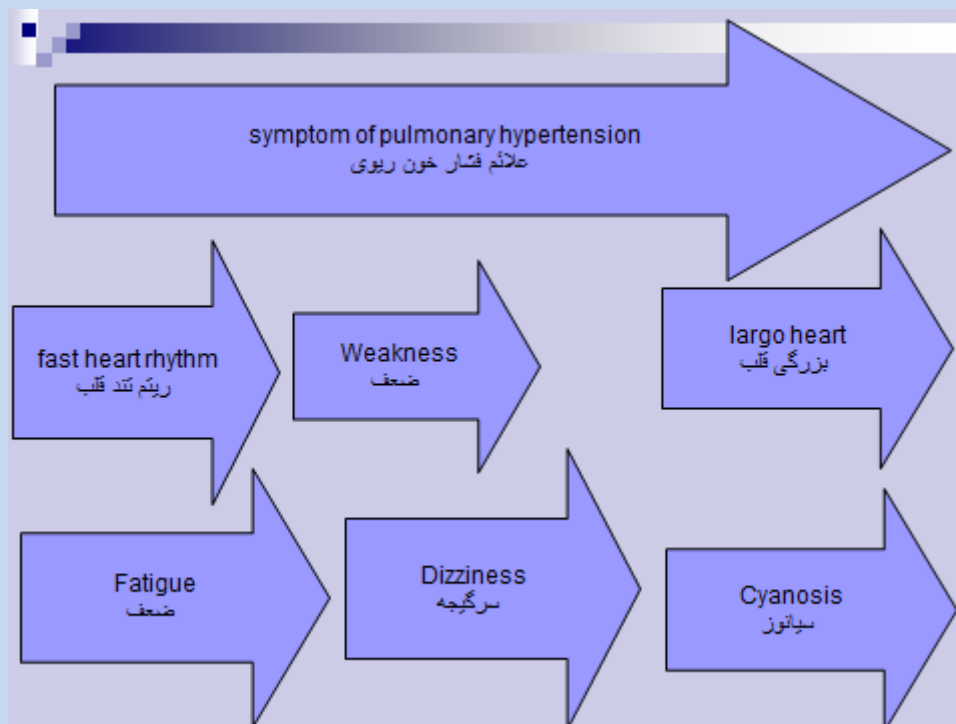 symptom of pulmonary hypertension
علائم فشار خون ریوی
fast heart rhythm
ریتم تند قلب
Weakness
ضعف
largo heart
بزرگی قلب
Fatigue
ضعف
Dizziness
سرگیجه
Cyanosis
سیانوز